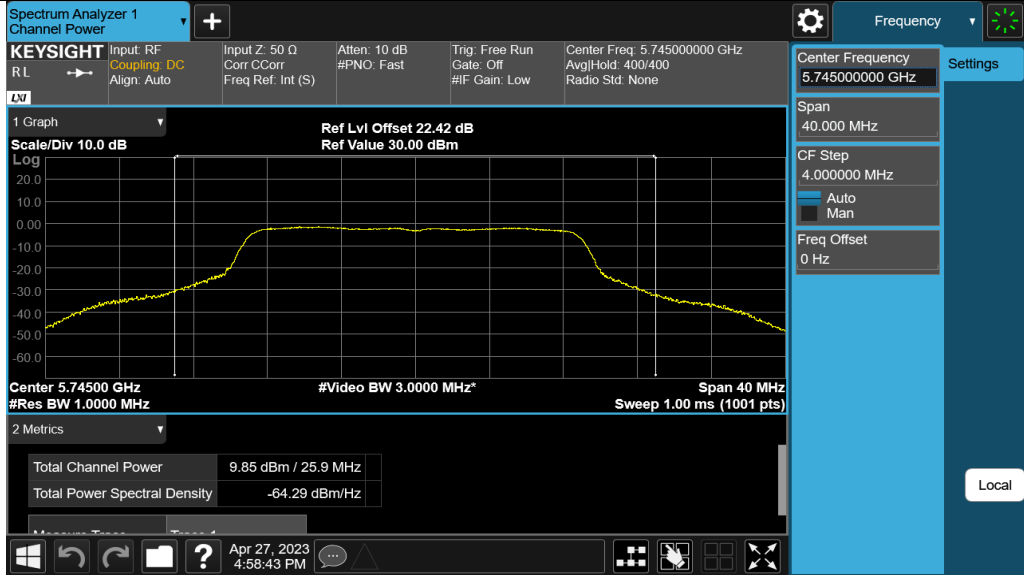 Spectrum Analyzer 1
Channel Power
+
Frequency
KEYSIGHT
R L
LXI
Input: RF
Coupling: DC
Align: Auto
Input Z: 50 Ω
Corr CCorr
Freq Ref: Int (S)
Atten: 10 dB
#PNO: Fast
Trig: Free Run
Gate: Off
#IF Gain: Low
Center Freq: 5.745000000 GHz
Avg|Hold: 400/400
Radio Std: None
Center Frequency
5.745000000 GHz
Settings
Span
40.000 MHz
CF Step
4.000000 MHz
Auto
Man
Freq Offset
0 Hz
Local
1 Graph
Scale/Div 10.0 dB
Ref Lvl Offset 22.42 dB
Ref Value 30.00 dBm
Log
20.0
10.0
0.00
-10.0
-20.0
-30.0
-40.0
-50.0
-60.0
Center 5.74500 GHz
#Video BW 3.0000 MHz*
Span 40 MHz
#Res BW 1.0000 MHz
Sweep 1.00 ms (1001 pts)
2 Metrics
Total Channel Power 9.85 dBm / 25.9 MHz
Total Power Spectral Density -64.29 dBm/Hz
Measure Trace Trace 1
?
Apr 27, 2023
4:58:43 PM